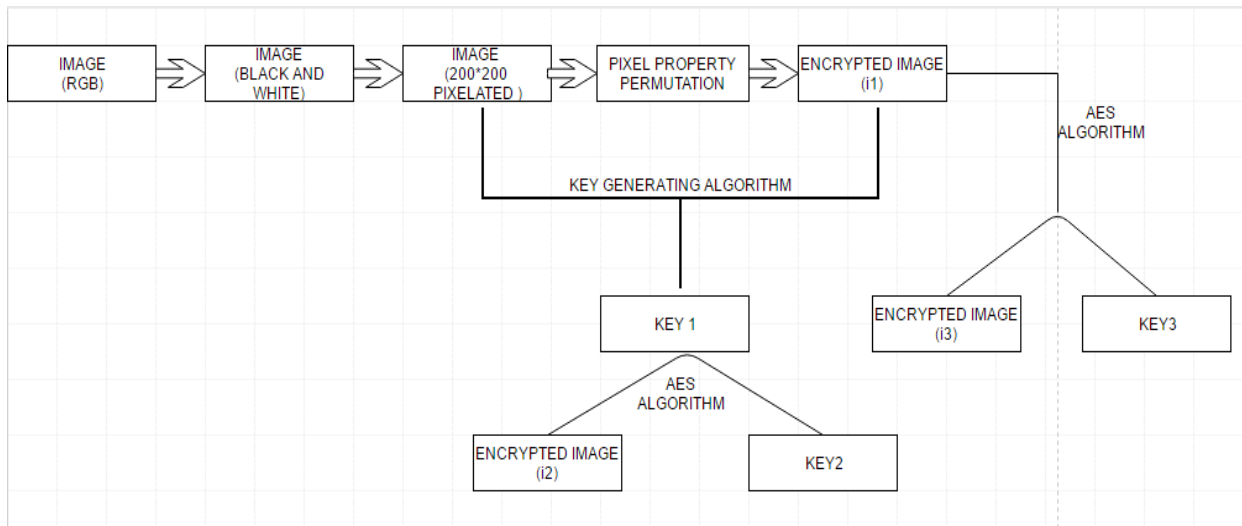 IMAGE
(RGB)
IMAGE
(BLACK AND
WHITE)
IMAGE
(200*200
PIXELATED )
PIXEL PROPERTY
PERMUTATION
ENCRYPTED IMAGE
(i1)
AES
ALGORITHM
KEY GENERATING ALGORITHM
KEY 1
ENCRYPTED IMAGE
(i3)
KEY3
AES
ALGORITHM
ENCRYPTED IMAGE
(i2)
KEY2